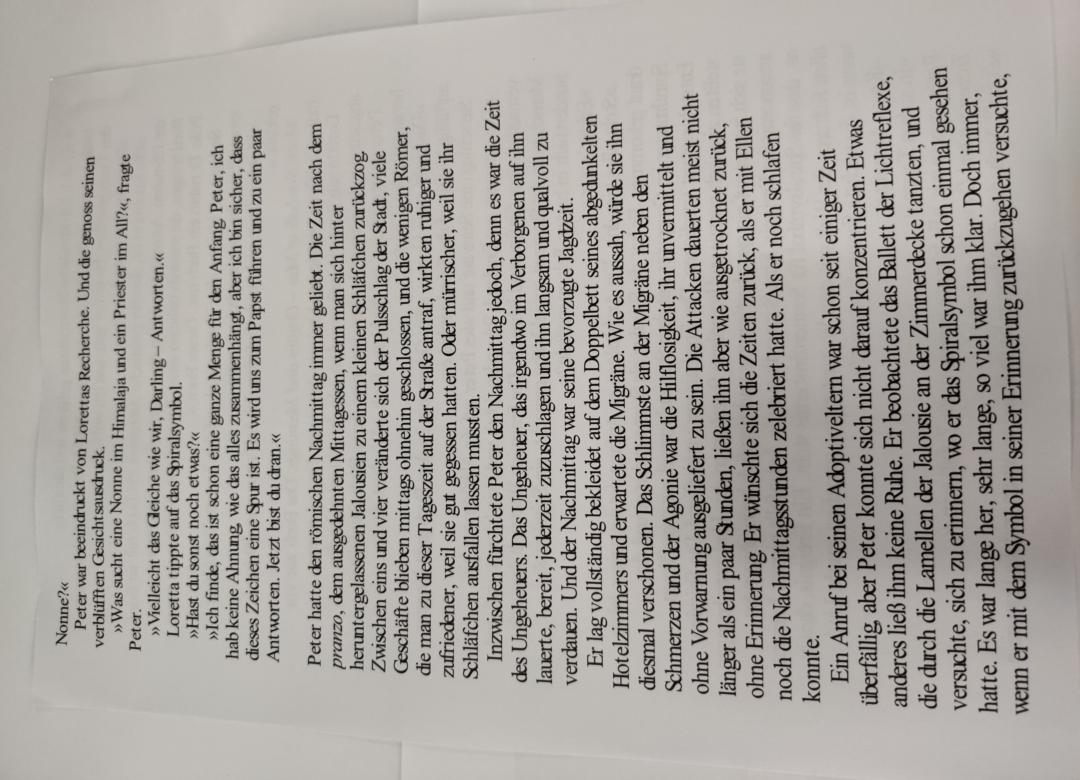 Nonne?«
Peter war beeindruckt von Lorettas Recherche. Und die genoss seinen
verblüfften Gesichtsausdruck.
»Was sucht eine Nonne im Himalaja und ein Priester im All?«, fragte
Peter.
»Vielleicht das Gleiche wie wir, Darling – Antworten.«
Loretta tippte auf das Spiralsymbol.
»Hast du sonst noch etwas?«
»Ich finde, das ist schon eine ganze Menge für den Anfang, Peter, ich
hab keine Ahnung, wie das alles zusammenhängt, aber ich bin sicher, dass
dieses Zeichen eine Spur ist. Es wird uns zum Papst führen und zu ein paar
Antworten. Jetzt bist du dran.«
Peter hatte den römischen Nachmittag immer geliebt. Die Zeit nach dem
pranzo, dem ausgedehnten Mittagessen, wenn man sich hinter
heruntergelassenen Jalousien zu einem kleinen Schläfchen zurückzog.
Zwischen eins und vier veränderte sich der Pulsschlag der Stadt, viele
Geschäfte blieben mittags ohnehin geschlossen, und die wenigen Römer,
die man zu dieser Tageszeit auf der Straße antraf, wirkten ruhiger und
zufriedener, weil sie gut gegessen hatten. Oder mürrischer, weil sie ihr
Schläfchen ausfallen lassen mussten.
Inzwischen fürchtete Peter den Nachmittag jedoch, denn es war die Zeit
des Ungeheuers. Das Ungeheuer, das irgendwo im Verborgenen auf ihn
lauerte, bereit, jederzeit zuzuschlagen und ihn langsam und qualvoll zu
verdauen. Und der Nachmittag war seine bevorzugte Jagdzeit.
Er lag vollständig bekleidet auf dem Doppelbett seines abgedunkelten
Hotelzimmers und erwartete die Migräne. Wie es aussah, würde sie ihn
diesmal verschonen. Das Schlimmste an der Migräne neben den
Schmerzen und der Agonie war die Hilflosigkeit, ihr unvermittelt und
ohne Vorwarnung ausgeliefert zu sein. Die Attacken dauerten meist nicht
länger als ein paar Stunden, ließen ihn aber wie ausgetrocknet zurück,
ohne Erinnerung. Er wünschte sich die Zeiten zurück, als er mit Ellen
noch die Nachmittagsstunden zelebriert hatte. Als er noch schlafen
konnte.
Ein Anruf bei seinen Adoptiveltern war schon seit einiger Zeit
überfällig, aber Peter konnte sich nicht darauf konzentrieren. Etwas
anderes ließ ihm keine Ruhe. Er beobachtete das Ballett der Lichtreflexe,
die durch die Lamellen der Jalousie an der Zimmerdecke tanzten, und
versuchte, sich zu erinnern, wo er das Spiralsymbol schon einmal gesehen
hatte. Es war lange her, sehr lange, so viel war ihm klar. Doch immer,
wenn er mit dem Symbol in seiner Erinnerung zurückzugehen versuchte,